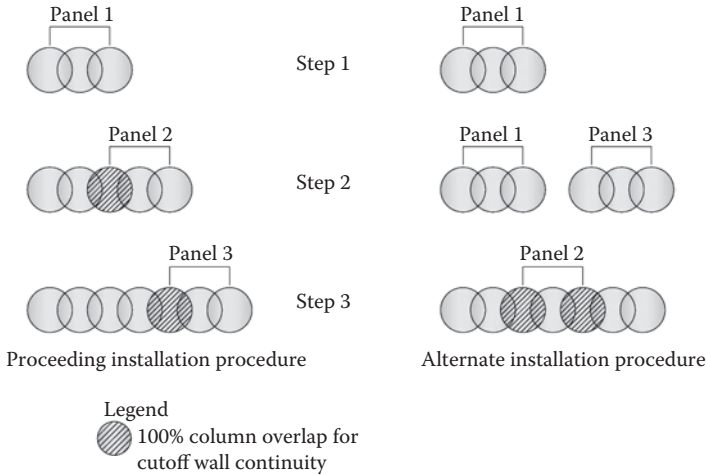 Panel 1
Panel 1
Step 1
Panel 2
Panel 1
Panel 3
Step 2
Panel 3
Panel 2
Step 3
Proceeding installation procedure
Alternate installation procedure
Legend
100% column overlap for
cutoff wall continuity